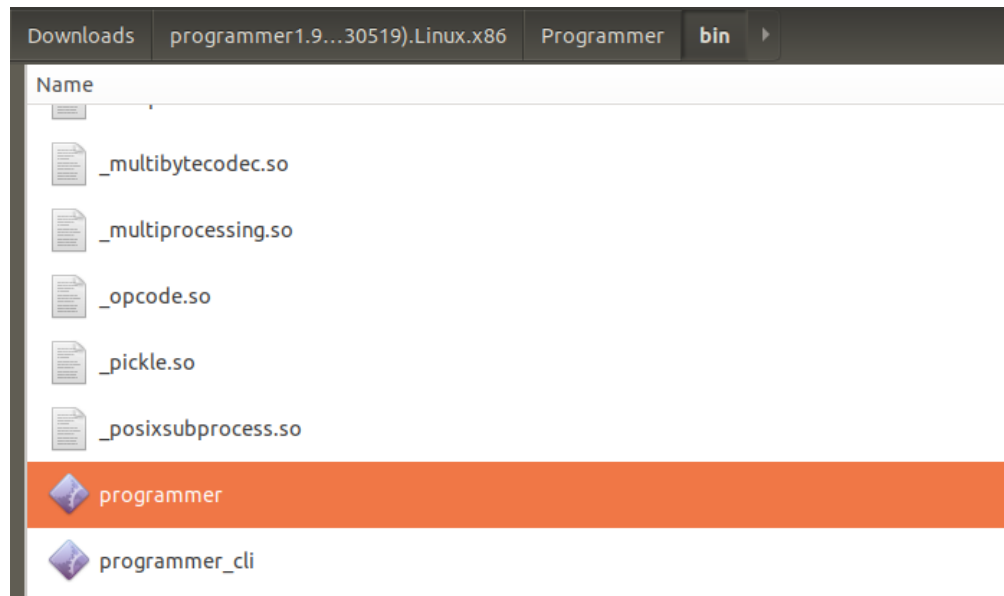 Downloads programmer1.9...30519).Linux.x86 Programmer bin
Name
_multibytecodec.so
_multiprocessing.so
_opcode.so
_pickle.so
_posixsubprocess.so
programmer
programmer_cli